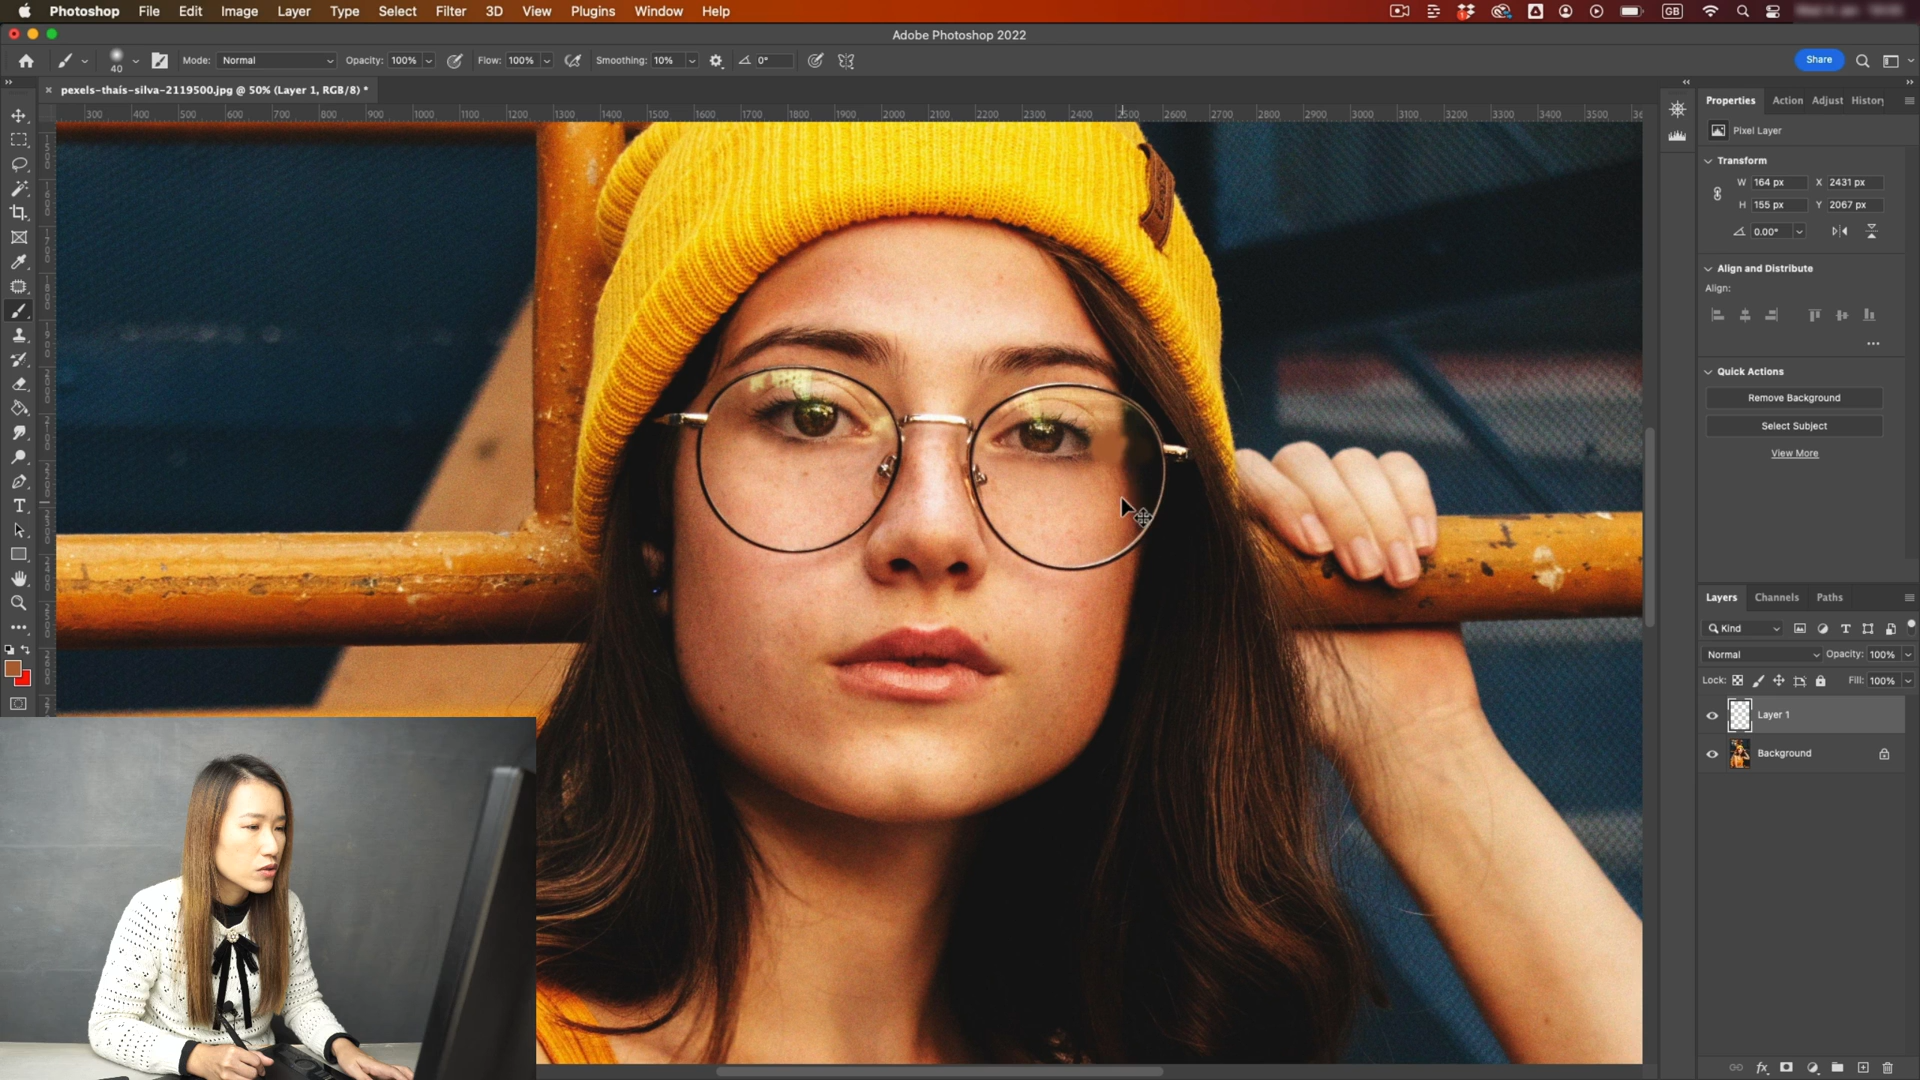 Photoshop File Edit Image Layer Type Select Filter 3D View Plugins Window Help GB
Adobe Photoshop 2022
40 Mode: Normal Opacity: 100% Flow: 100% Smoothing: 10% 0° Share
pexels-thaís-silva-2119500.jpg @ 50% (Layer 1, RGB/8) *
300 400 500 600 700 800 900 1000 1100 1200 1300 1400 1500 1600 1700 1800 1900 2000 2100 2200 2300 2400 2500 2600 2700 2800 2900 3000 3100 3200 3300 3400 3500
Properties Action Adjust History
Pixel Layer
Transform
W 164 px X 2431 px
H 155 px Y 2067 px
0.00°
Align and Distribute
Align:
Quick Actions
Remove Background
Select Subject
View More
Layers Channels Paths
Kind
Normal Opacity: 100%
Lock: Fill: 100%
Layer 1
Background
fx